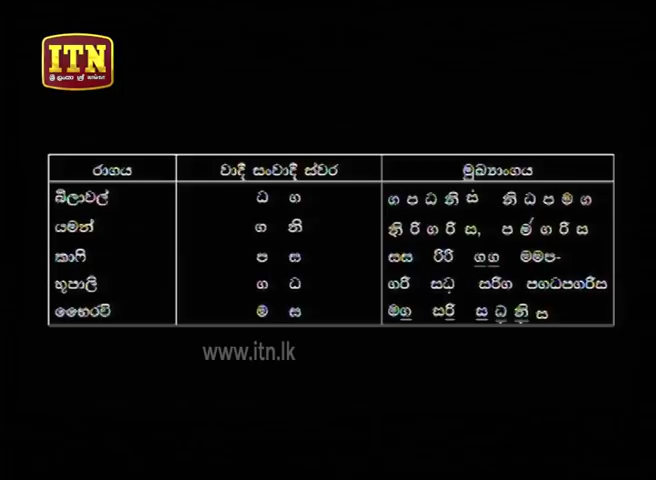 ITN
ශ්‍රී ලංකා
රාගය වාදී සංවාදී ස්වර මුඛ්‍යාංගය
බිලාවල් ධ ග ග ප ධ නි සं නි ධ ප ම ග
යමන් ග නි නි රි ග රි ස, ප ම' ග රි ස
කාෆි ප ස සස රිරි ගග මමප-
භූපාලි ග ධ ගරි සධ සරිග පගධපගරිස
භෛරවි ම ස මග සරි ස ධ නි ස
www.itn.lk